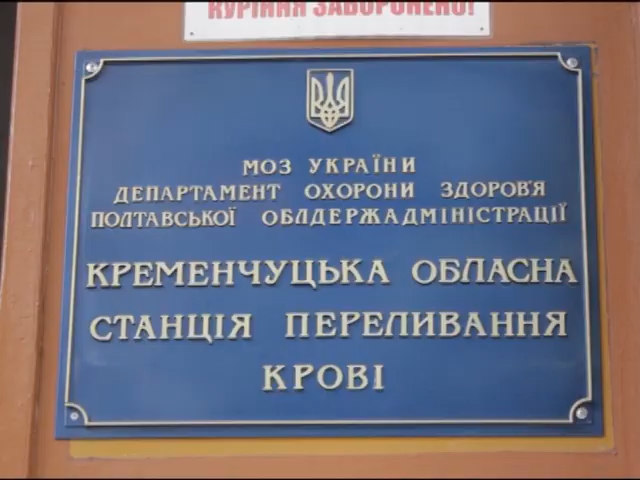 КУРІННЯ ЗАБОРОНЕНО!
МОЗ УКРАЇНИ
ДЕПАРТАМЕНТ ОХОРОНИ ЗДОРОВ'Я
ПОЛТАВСЬКОЇ ОБЛДЕРЖАДМІНІСТРАЦІЇ
КРЕМЕНЧУЦЬКА ОБЛАСНА
СТАНЦІЯ ПЕРЕЛИВАННЯ
КРОВІ